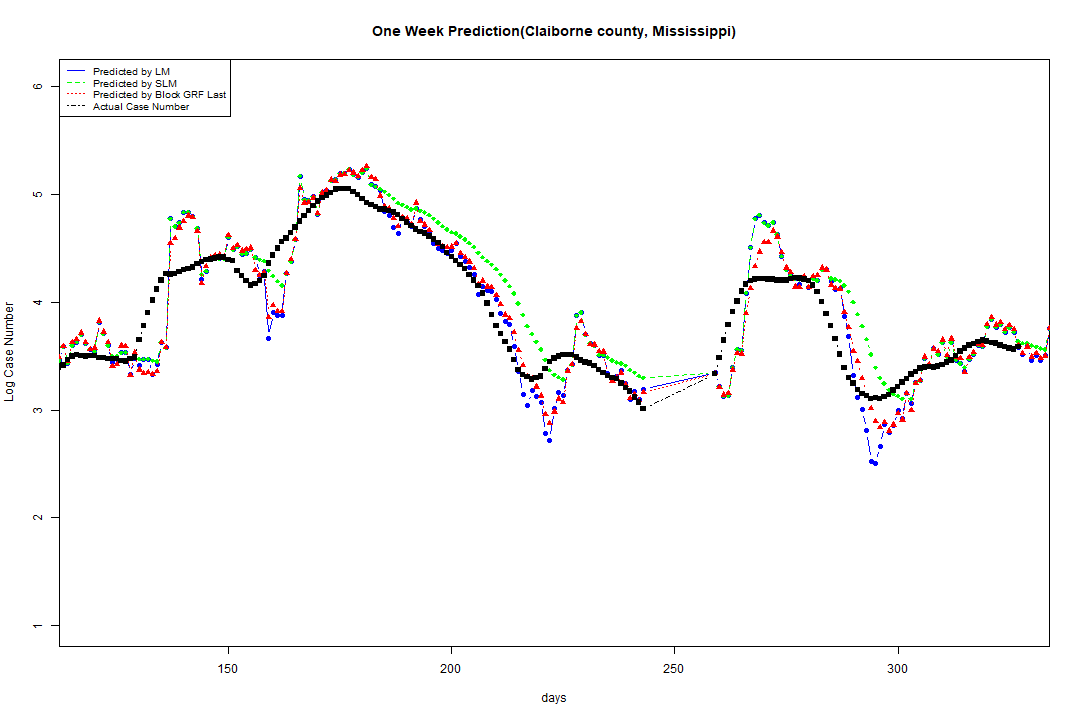 One Week Prediction(Claiborne county, Mississippi)
Predicted by LM
Predicted by SLM
Predicted by Block GRF Last
Actual Case Number
6
5
4
3
2
1
Log Case Number
150
200
250
300
days